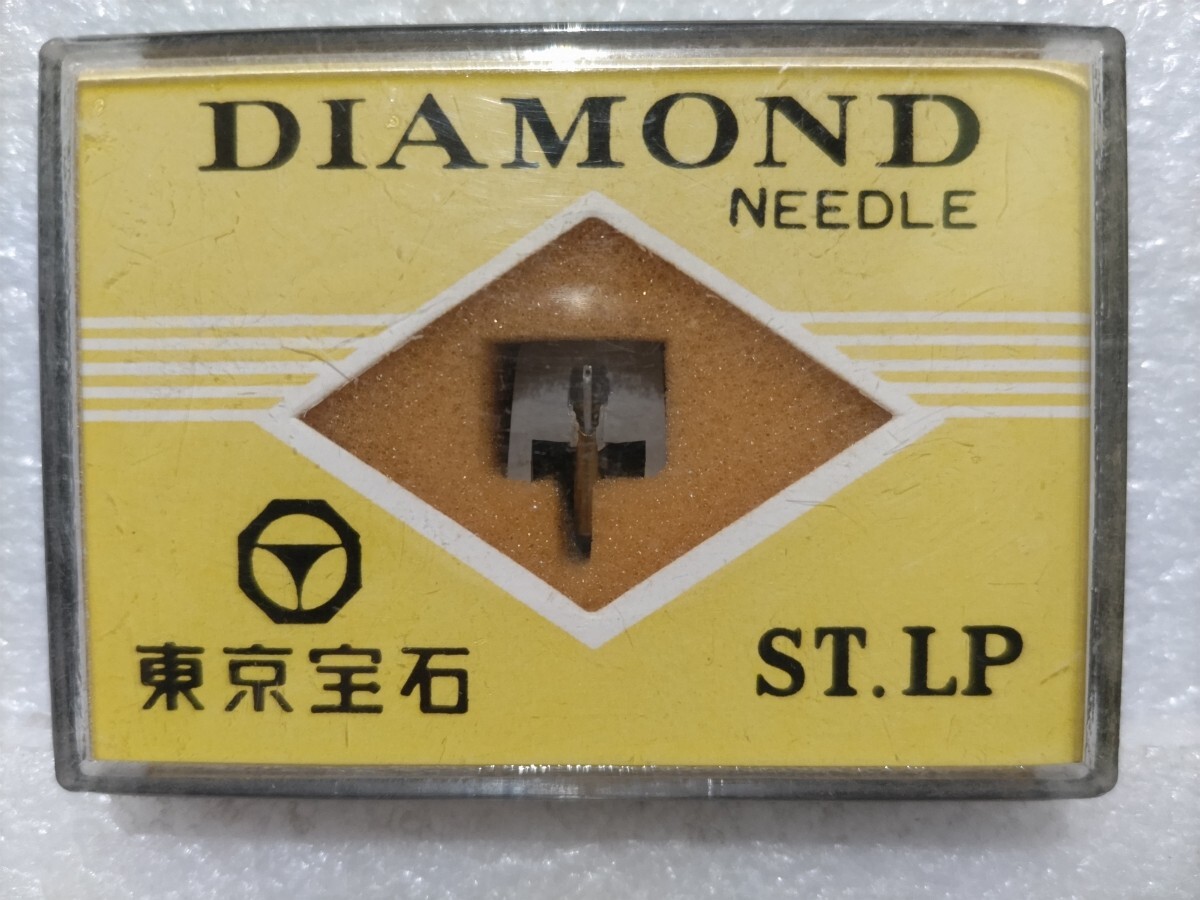 DIAMOND
NEEDLE
東京宝石
ST.LP